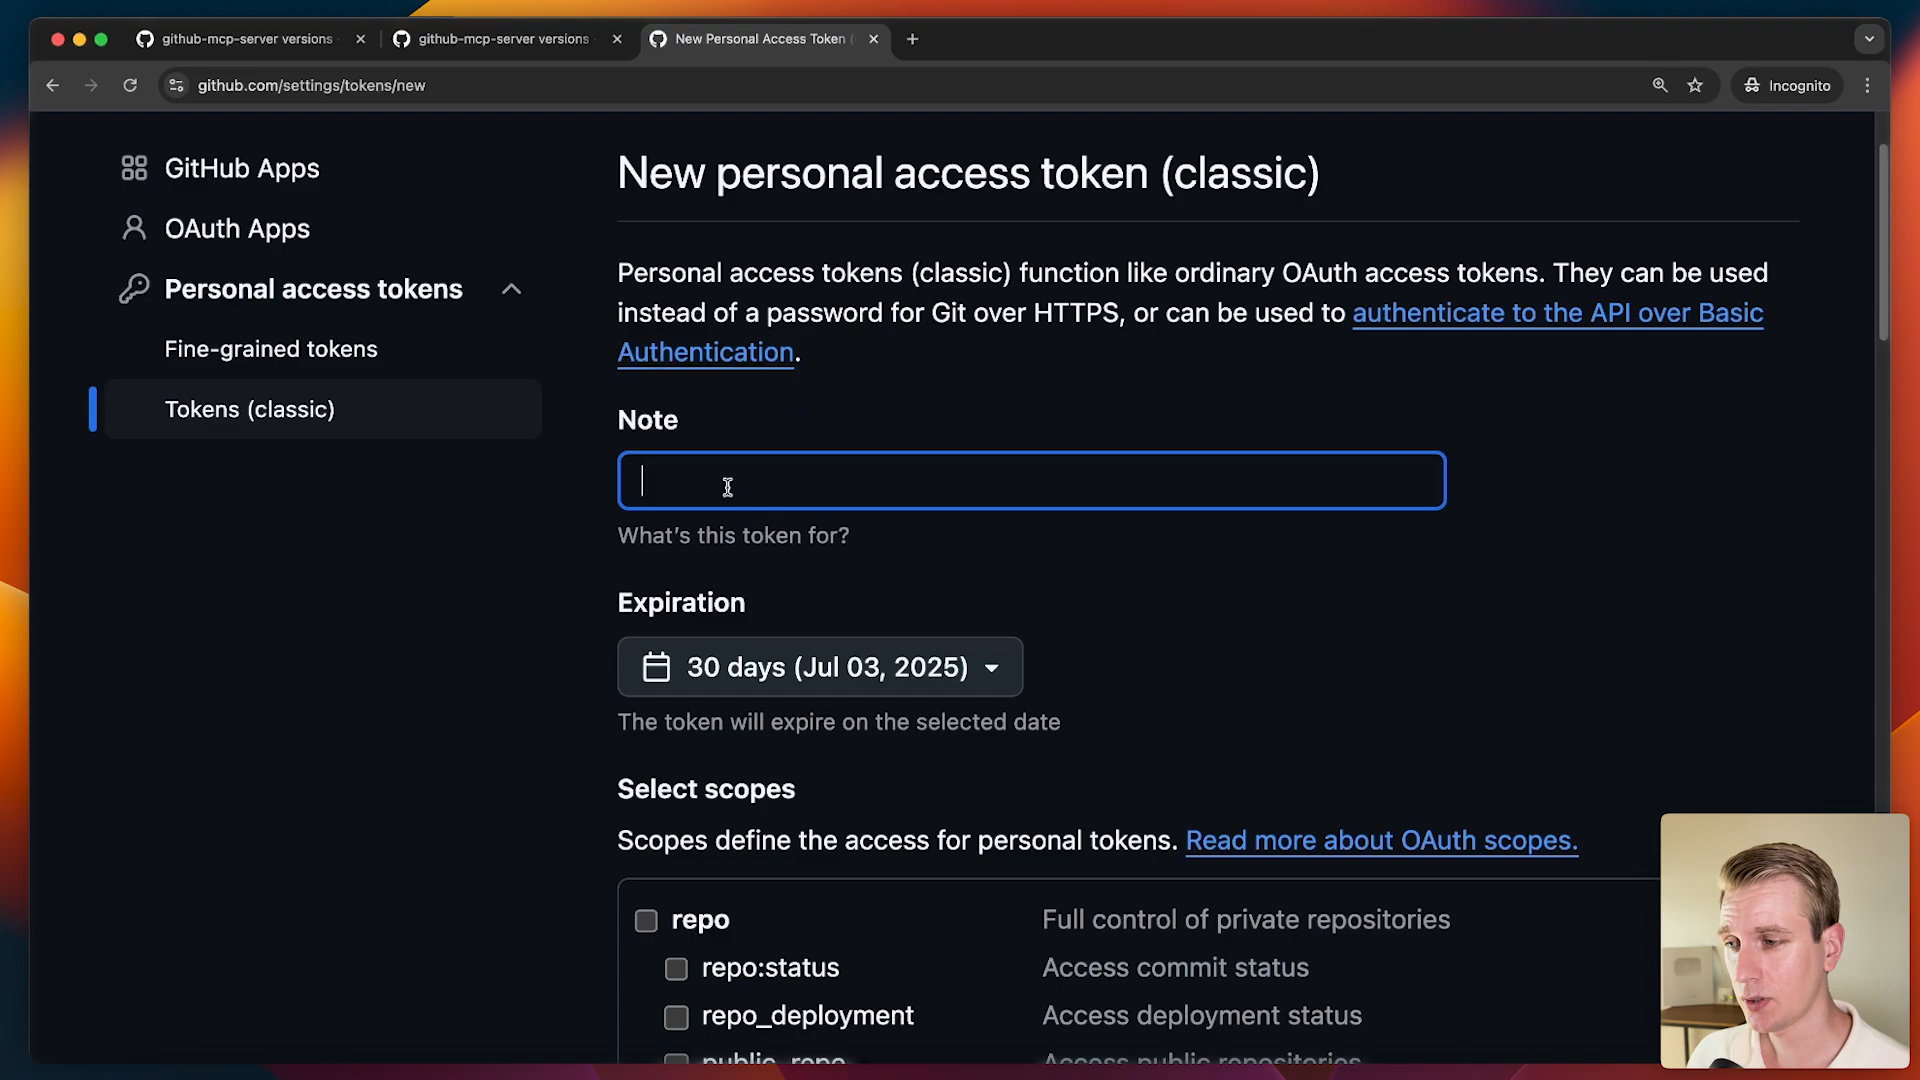 github-mcp-server versions
github-mcp-server versions
New Personal Access Token
github.com/settings/tokens/new
Incognito
GitHub Apps
OAuth Apps
Personal access tokens
Fine-grained tokens
Tokens (classic)
New personal access token (classic)
Personal access tokens (classic) function like ordinary OAuth access tokens. They can be used
instead of a password for Git over HTTPS, or can be used to authenticate to the API over Basic
Authentication.
Note
What's this token for?
Expiration
30 days (Jul 03, 2025)
The token will expire on the selected date
Select scopes
Scopes define the access for personal tokens. Read more about OAuth scopes.
repo Full control of private repositories
repo:status Access commit status
repo_deployment Access deployment status
public_repo Access public repositories